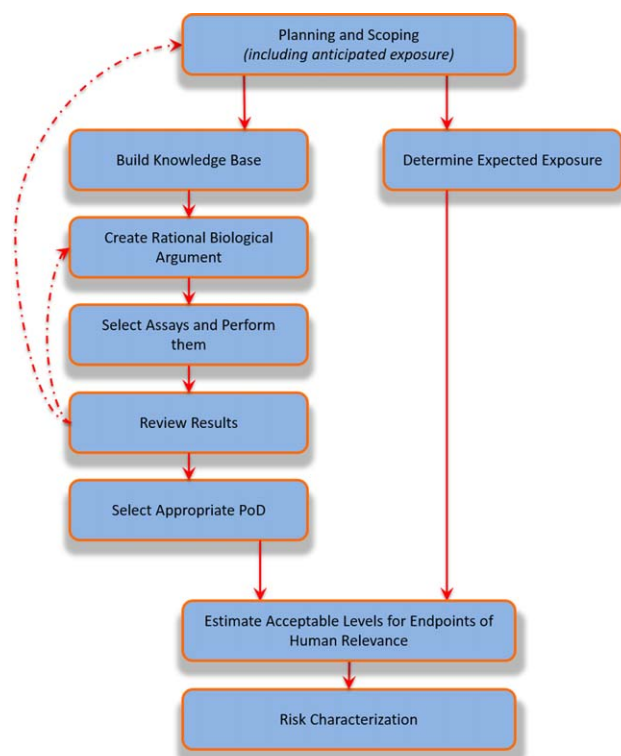 Planning and Scoping
(including anticipated exposure)
Build Knowledge Base
Determine Expected Exposure
Create Rational Biological
Argument
Select Assays and Perform
them
Review Results
Select Appropriate PoD
Estimate Acceptable Levels for Endpoints of
Human Relevance
Risk Characterization